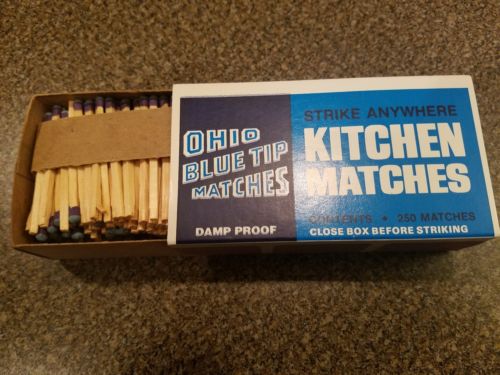 OHIO
BLUE TIP
MATCHES
DAMP PROOF
STRIKE ANYWHERE
KITCHEN
MATCHES
CONTENTS • 250 MATCHES
CLOSE BOX BEFORE STRIKING